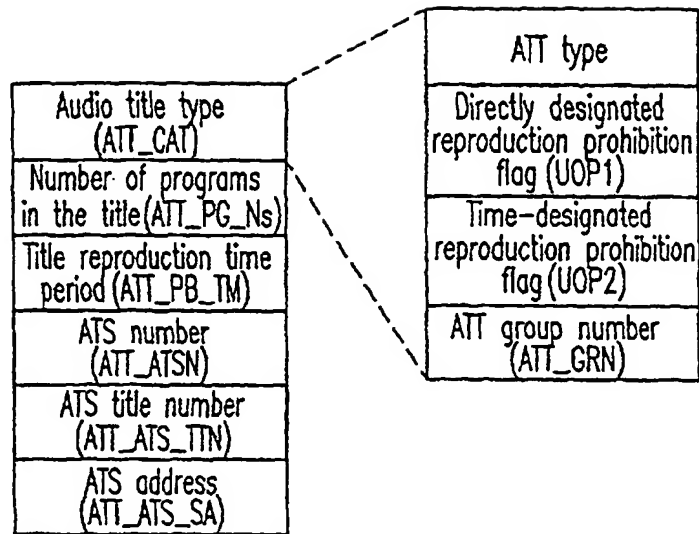 Audio title type
(ATT_CAT)
Number of programs
in the title(ATT_PG_Ns)
Title reproduction time
period(ATT_PB_TM)
ATS number
(ATT_ATSN)
ATS title number
(ATT_ATS_TTN)
ATS address
(ATT_ATS_SA)
ATT type
Directly designated
reproduction prohibition
flag (UOP1)
Time-designated
reproduction prohibition
flag(UOP2)
ATT group number
(ATT_GRN)